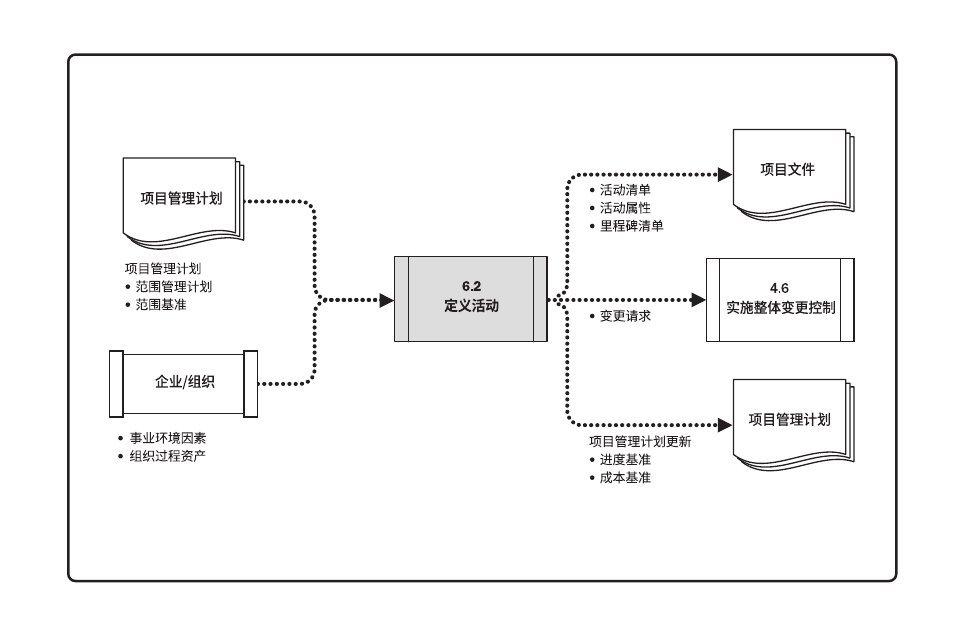 项目管理计划
项目管理计划
• 范围管理计划
• 范围基准
企业/组织
• 事业环境因素
• 组织过程资产
6.2
定义活动
项目文件
• 活动清单
• 活动属性
• 里程碑清单
4.6
实施整体变更控制
• 变更请求
项目管理计划
项目管理计划更新
• 进度基准
• 成本基准